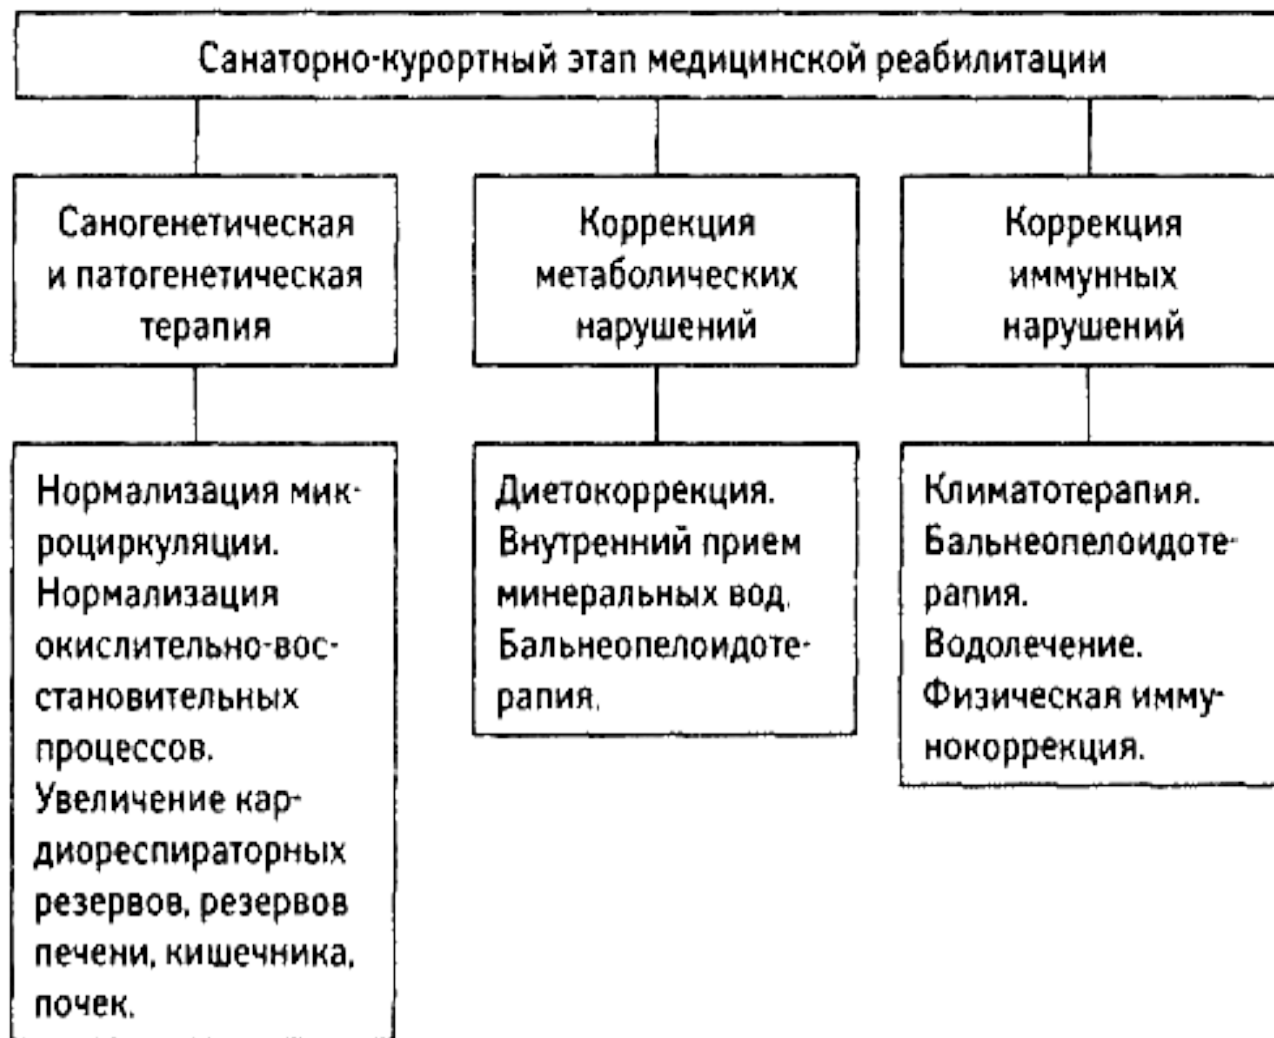 Санаторно-курортный этап медицинской реабилитации
Саногенетическая
и патогенетическая
терапия
Коррекция
метаболических
нарушений
Коррекция
иммунных
нарушений
Нормализация мик-
роциркуляции.
Нормализация
окислительно-вос-
становительных
процессов.
Увеличение кар-
диореспираторных
резервов, резервов
печени, кишечника,
почек.
Диетокоррекция.
Внутренний прием
минеральных вод.
Бальнеопелоидоте-
рапия.
Климатотерапия.
Бальнеопелоидоте-
рапия.
Водолечение.
Физическая имму-
нокоррекция.